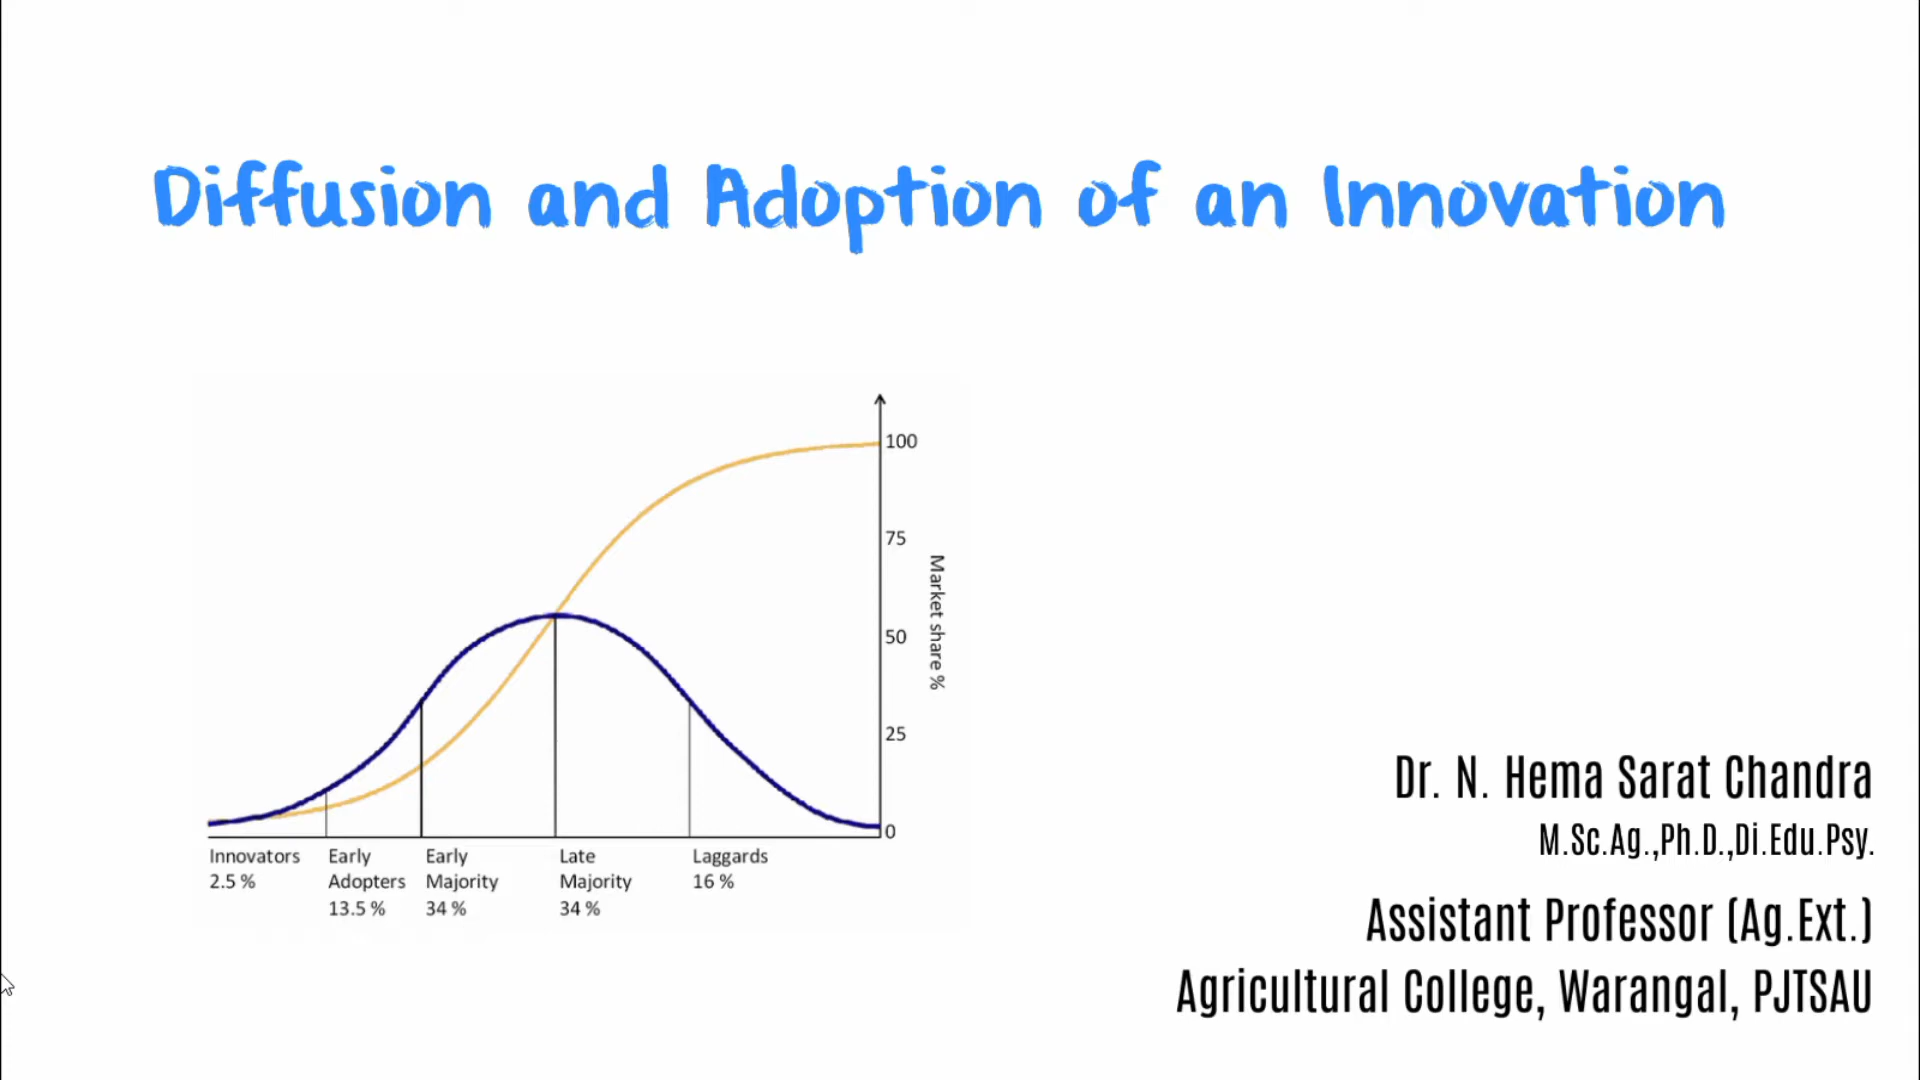 Diffusion and Adoption of an Innovation
100
75
50
25
0
Market share %
Innovators
2.5 %
Early
Adopters
13.5 %
Early
Majority
34 %
Late
Majority
34 %
Laggards
16 %
Dr. N. Hema Sarat Chandra
M.Sc.Ag.,Ph.D.,Di.Edu.Psy.
Assistant Professor (Ag.Ext.)
Agricultural College, Warangal, PJTSAU